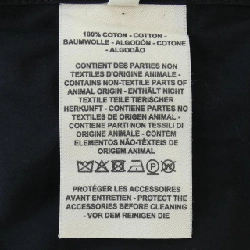 100% COTON - COTTON -
BAUMWOLLE - ALGODÓN - COTONE
- ALGODÃO
CONTIENT DES PARTIES NON
TEXTILES D'ORIGINE ANIMALE -
CONTAINS NON-TEXTILE PARTS OF
ANIMAL ORIGIN - ENTHÄLT NICHT
TEXTILE TEILE TIERISCHER
HERKUNFT - CONTIENE PARTES NO
TEXTILES DE ORIGEN ANIMAL -
CONTIENE PARTI NON TESSILI DI
ORIGINE ANIMALE - CONTÉM
ELEMENTOS NÃO-TÊXTEIS DE
ORIGEM ANIMAL
PROTÉGER LES ACCESSOIRES
AVANT ENTRETIEN - PROTECT THE
ACCESSORIES BEFORE CLEANING
- VOR DEM REINIGEN DIE